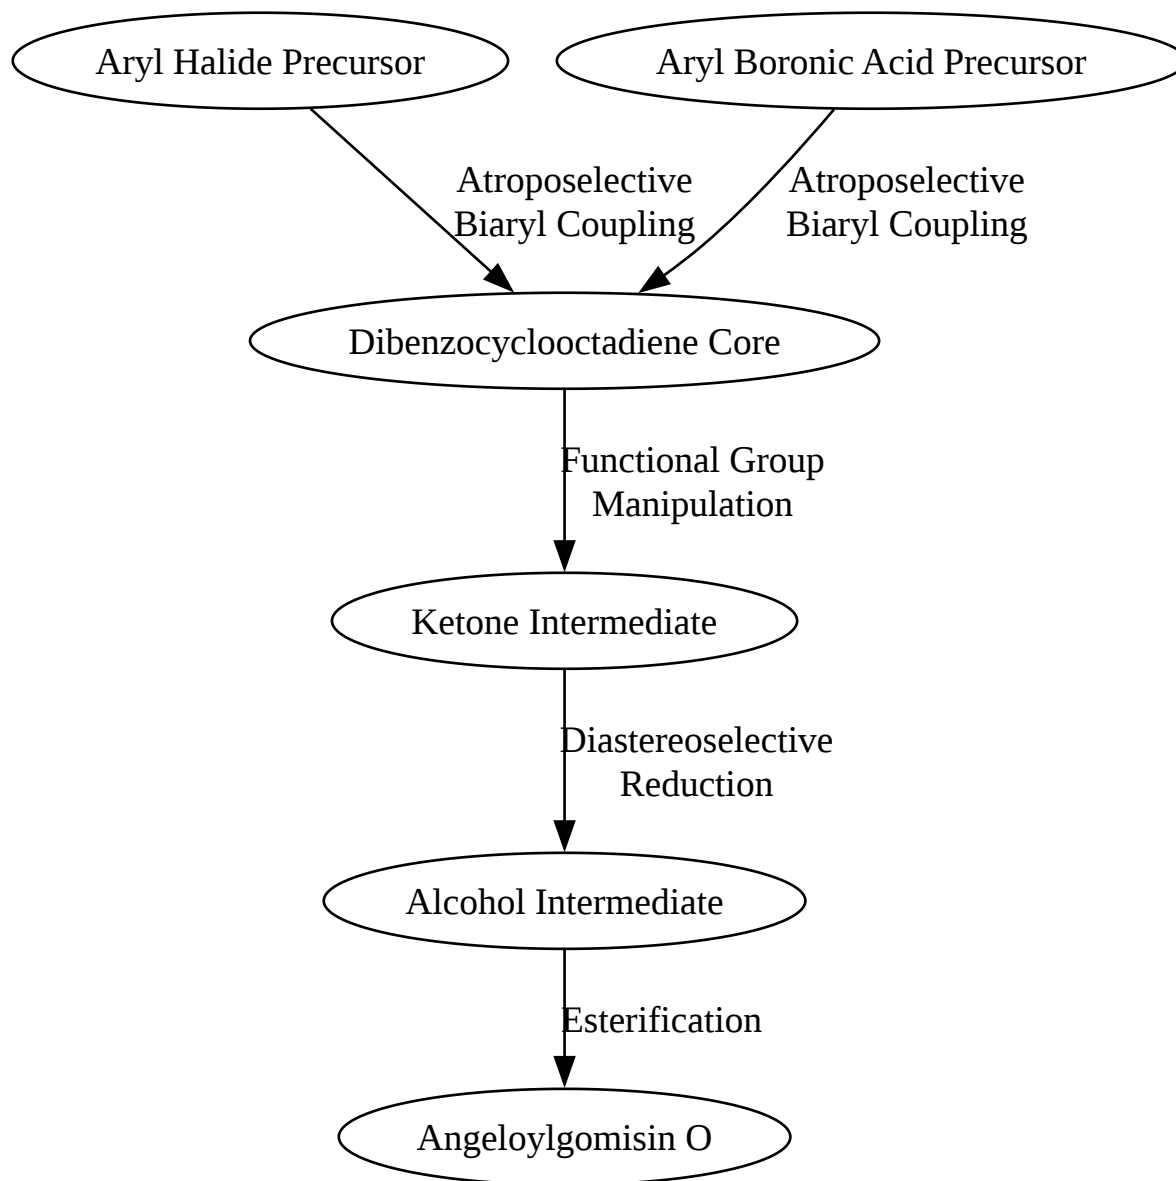 Aryl Halide Precursor
Aryl Boronic Acid Precursor
Atroposelective
Biaryl Coupling
Atroposelective
Biaryl Coupling
Dibenzocyclooctadiene Core
Functional Group
Manipulation
Ketone Intermediate
Diastereoselective
Reduction
Alcohol Intermediate
Esterification
Angeloylgomisin O